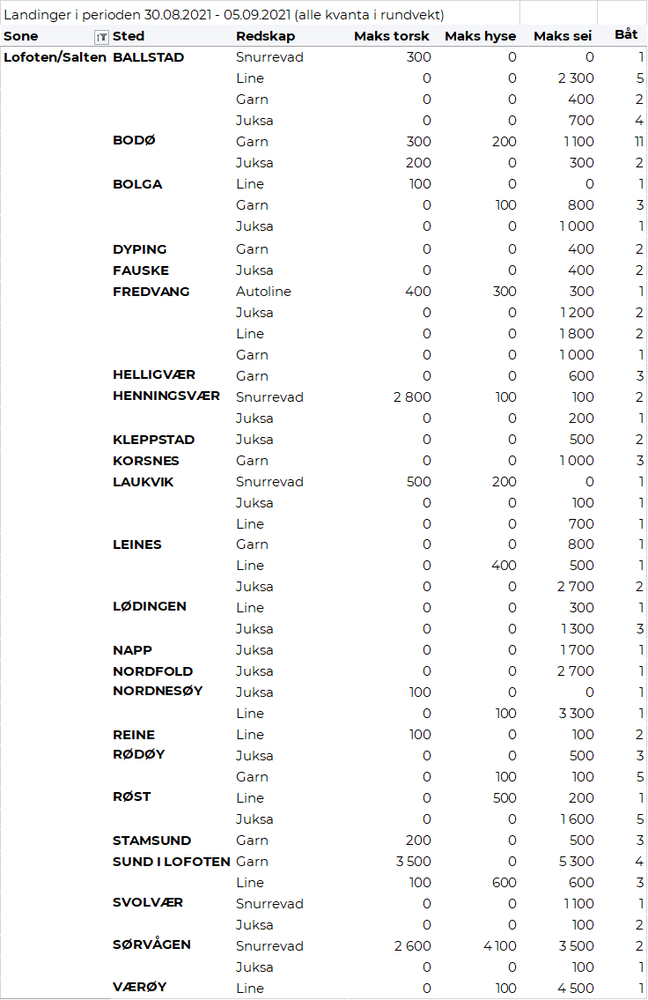 Landinger i perioden 30.08.2021 - 05.09.2021 (alle kvanta i rundvekt)
Sone Sted Redskap Maks torsk Maks hyse Maks sei Båt
Lofoten/Salten BALLSTAD Snurrevad 300 0 0 1
Line 0 0 2 300 5
Garn 0 0 400 2
Juksa 0 0 700 4
BODØ Garn 300 200 1 100 11
Juksa 200 0 300 2
BOLGA Line 100 0 0 1
Garn 0 100 800 3
Juksa 0 0 1 000 1
DYPING Garn 0 0 400 2
FAUSKE Juksa 0 0 400 2
FREDVANG Autoline 400 300 300 1
Juksa 0 0 1 200 2
Line 0 0 1 800 2
Garn 0 0 1 000 1
HELLIGVÆR Garn 0 0 600 3
HENNINGSVÆR Snurrevad 2 800 100 100 2
Juksa 0 0 200 1
KLEPPSTAD Juksa 0 0 500 2
KORSNES Garn 0 0 1 000 3
LAUKVIK Snurrevad 500 200 0 1
Juksa 0 0 100 1
Line 0 0 700 1
LEINES Garn 0 0 800 1
Line 0 400 500 1
Juksa 0 0 2 700 2
LØDINGEN Line 0 0 300 1
Juksa 0 0 1 300 3
NAPP Juksa 0 0 1 700 1
NORDFOLD Juksa 0 0 2 700 1
NORDNESØY Juksa 100 0 0 1
Line 0 100 3 300 1
REINE Line 100 0 100 2
RØDØY Juksa 0 0 500 3
Garn 0 100 100 5
RØST Line 0 500 200 1
Juksa 0 0 1 600 5
STAMSUND Garn 200 0 500 3
SUND I LOFOTEN Garn 3 500 0 5 300 4
Line 100 600 600 3
SVOLVÆR Snurrevad 0 0 1 100 1
Juksa 0 0 100 2
SØRVÅGEN Snurrevad 2 600 4 100 3 500 2
Juksa 0 0 100 1
VÆRØY Line 0 100 4 500 1